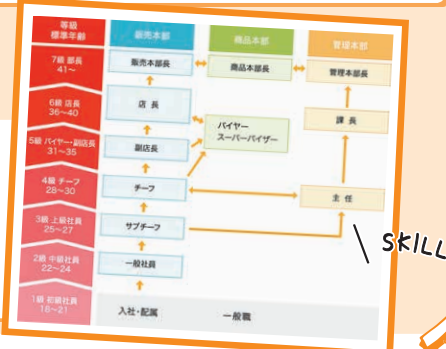 等級
標準年齢
販売本部
商品本部
管理本部
7級 部長
41〜
販売本部長
商品本部長
管理本部長
6級 店長
36〜40
店 長
課 長
バイヤー
スーパーバイザー
5級 バイヤー・副店長
31〜35
副店長
4級 チーフ
28〜30
チーフ
主 任
3級 上級社員
25〜27
サブチーフ
2級 中級社員
22〜24
一般社員
1級 初級社員
16〜21
入社・配属
一般職
SKILL